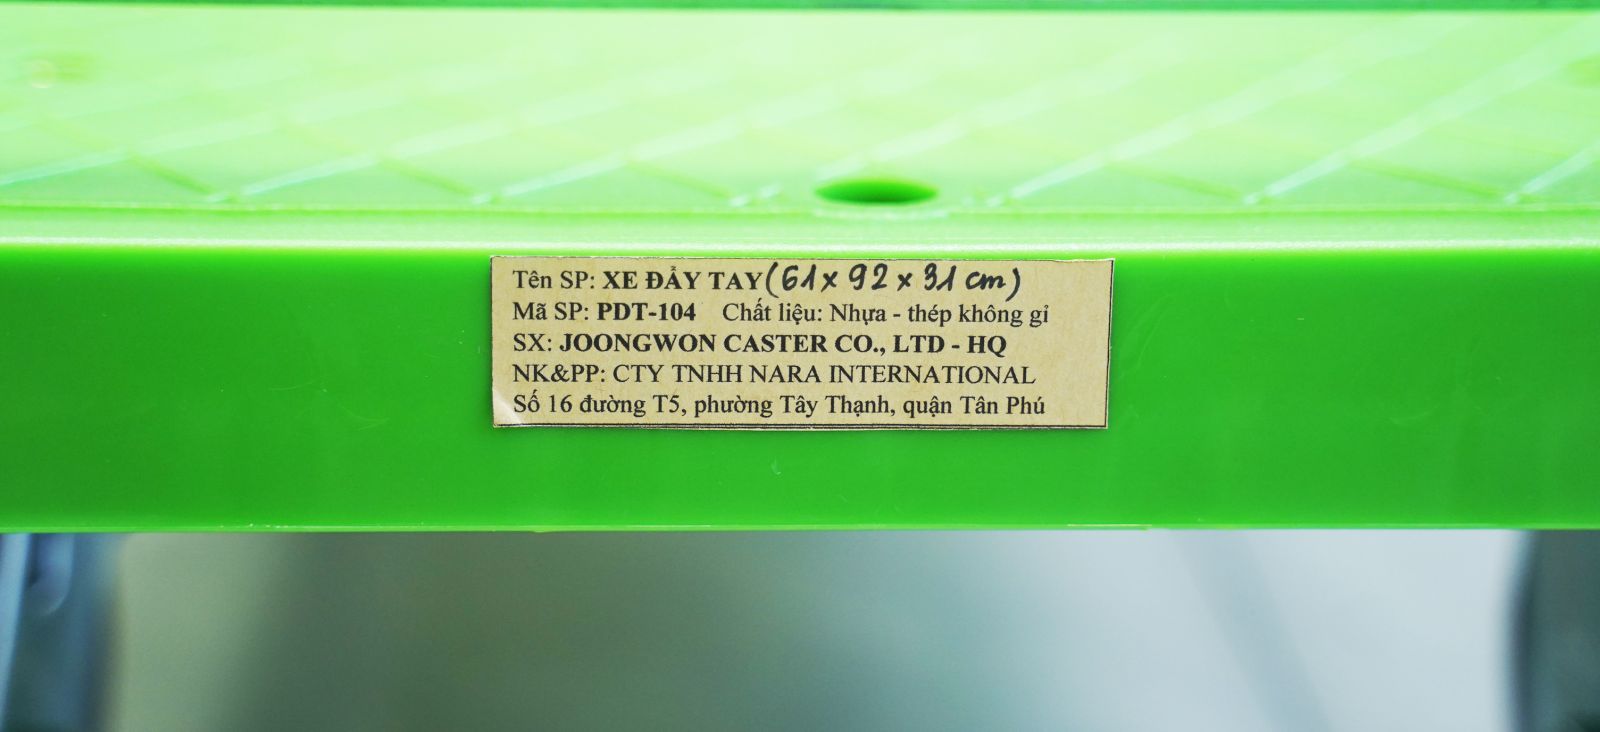 Tên SP: XE ĐẨY TAY (61 x 92 x 31 cm)
Mã SP: PDT-104 Chất liệu: Nhựa - thép không gỉ
SX: JOONGWON CASTER CO., LTD - HQ
NK&PP: CTY TNHH NARA INTERNATIONAL
Số 16 đường T5, phường Tây Thạnh, quận Tân Phú